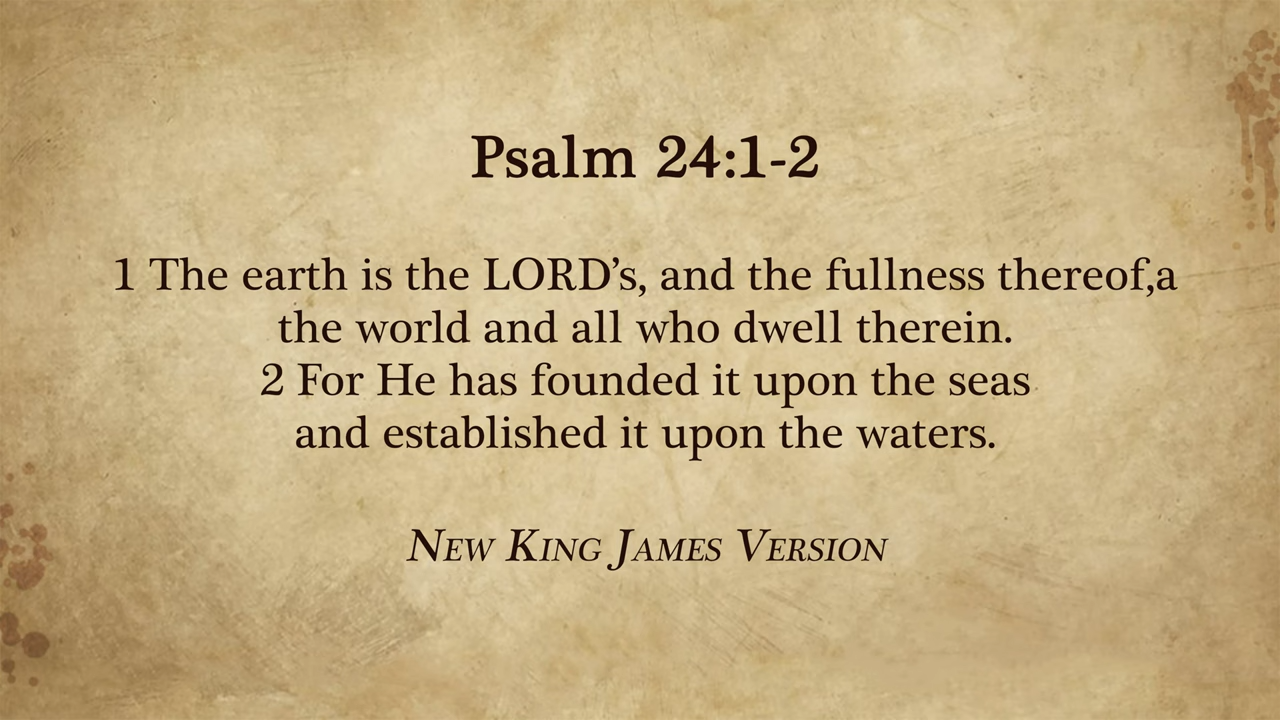 Psalm 24:1-2
1 The earth is the LORD’s, and the fullness thereof,a
the world and all who dwell therein.
2 For He has founded it upon the seas
and established it upon the waters.
New King James Version